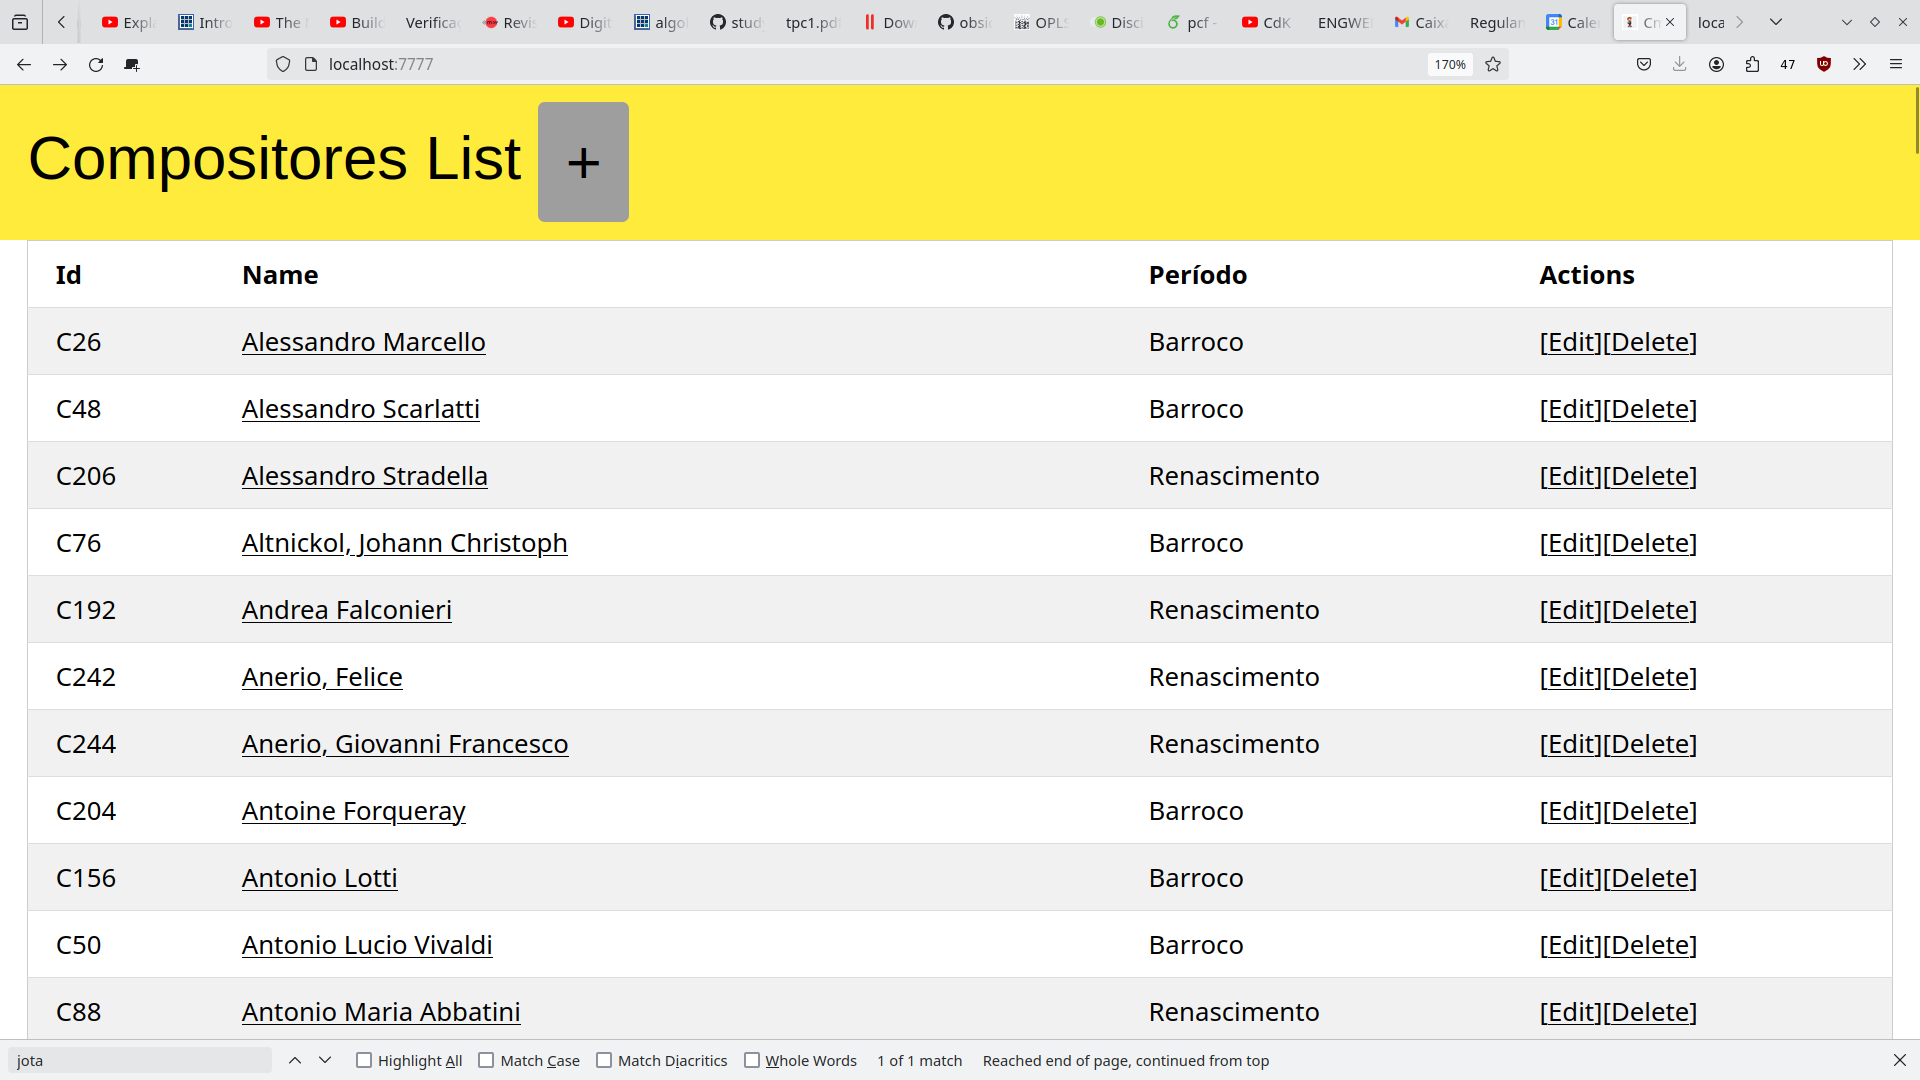 Expl Intro The Build Verifica Revis Digit algo stud tpc1.pd Dow obsi OPLS Disci pcf - CdK ENGWE Caixa Regulan Cale Cr loca
localhost:7777 170% 47
Compositores List +
Id Name Período Actions
C26 Alessandro Marcello Barroco [Edit][Delete]
C48 Alessandro Scarlatti Barroco [Edit][Delete]
C206 Alessandro Stradella Renascimento [Edit][Delete]
C76 Altnickol, Johann Christoph Barroco [Edit][Delete]
C192 Andrea Falconieri Renascimento [Edit][Delete]
C242 Anerio, Felice Renascimento [Edit][Delete]
C244 Anerio, Giovanni Francesco Renascimento [Edit][Delete]
C204 Antoine Forqueray Barroco [Edit][Delete]
C156 Antonio Lotti Barroco [Edit][Delete]
C50 Antonio Lucio Vivaldi Barroco [Edit][Delete]
C88 Antonio Maria Abbatini Renascimento [Edit][Delete]
jota Highlight All Match Case Match Diacritics Whole Words 1 of 1 match Reached end of page, continued from top